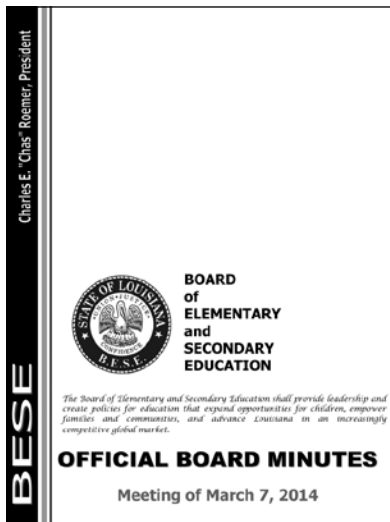 Charles E. "Chas" Roemer, President
STATE OF LOUISIANA
UNION · JUSTICE
CONFIDENCE
B.E.S.E.
BOARD
of
ELEMENTARY
and
SECONDARY
EDUCATION
The Board of Elementary and Secondary Education shall provide leadership and
create policies for education that expand opportunities for children, empower
families and communities, and advance Louisiana in an increasingly
competitive global market.
BESE
OFFICIAL BOARD MINUTES
Meeting of March 7, 2014